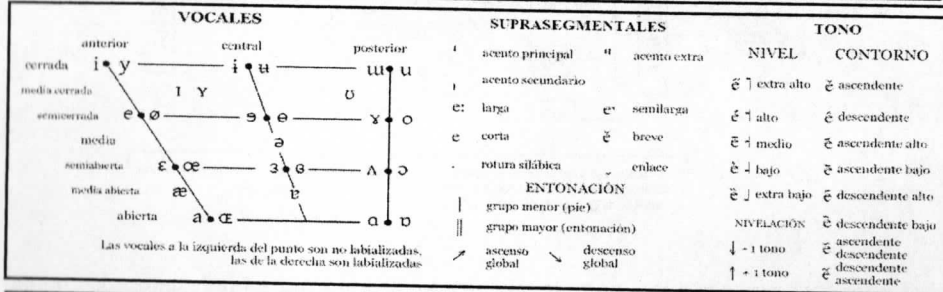 VOCALES
anterior central posterior
cerrada i y ɨ ʉ ɯ u
media cerrada ɪ ʏ ʊ
semicerrada e ø ɘ ɵ ɤ o
media ə
semiabierta ɛ œ ɜ ɞ ʌ ɔ
media abierta æ ɐ
abierta a ɶ ɑ ɒ
Las vocales a la izquierda del punto son no labializadas,
las de la derecha son labializadas
SUPRASEGMENTALES
ˈ acento principal " acento extra
ˌ acento secundario
eː larga eˑ semilarga
e corta ĕ breve
. rotura silábica ‿ enlace
ENTONACIÓN
| grupo menor (pie)
‖ grupo mayor (entonación)
↗ ascenso global ↘ descenso global
TONO
NIVEL CONTORNO
e̋ ˥ extra alto ě ascendente
é ˦ alto ê descendente
ē ˧ medio ascendente alto
è ˨ bajo ascendente bajo
ȅ ˩ extra bajo descendente alto
NIVELACIÓN descendente bajo
↓ - 1 tono ascendente descendente
↑ + 1 tono descendente ascendente